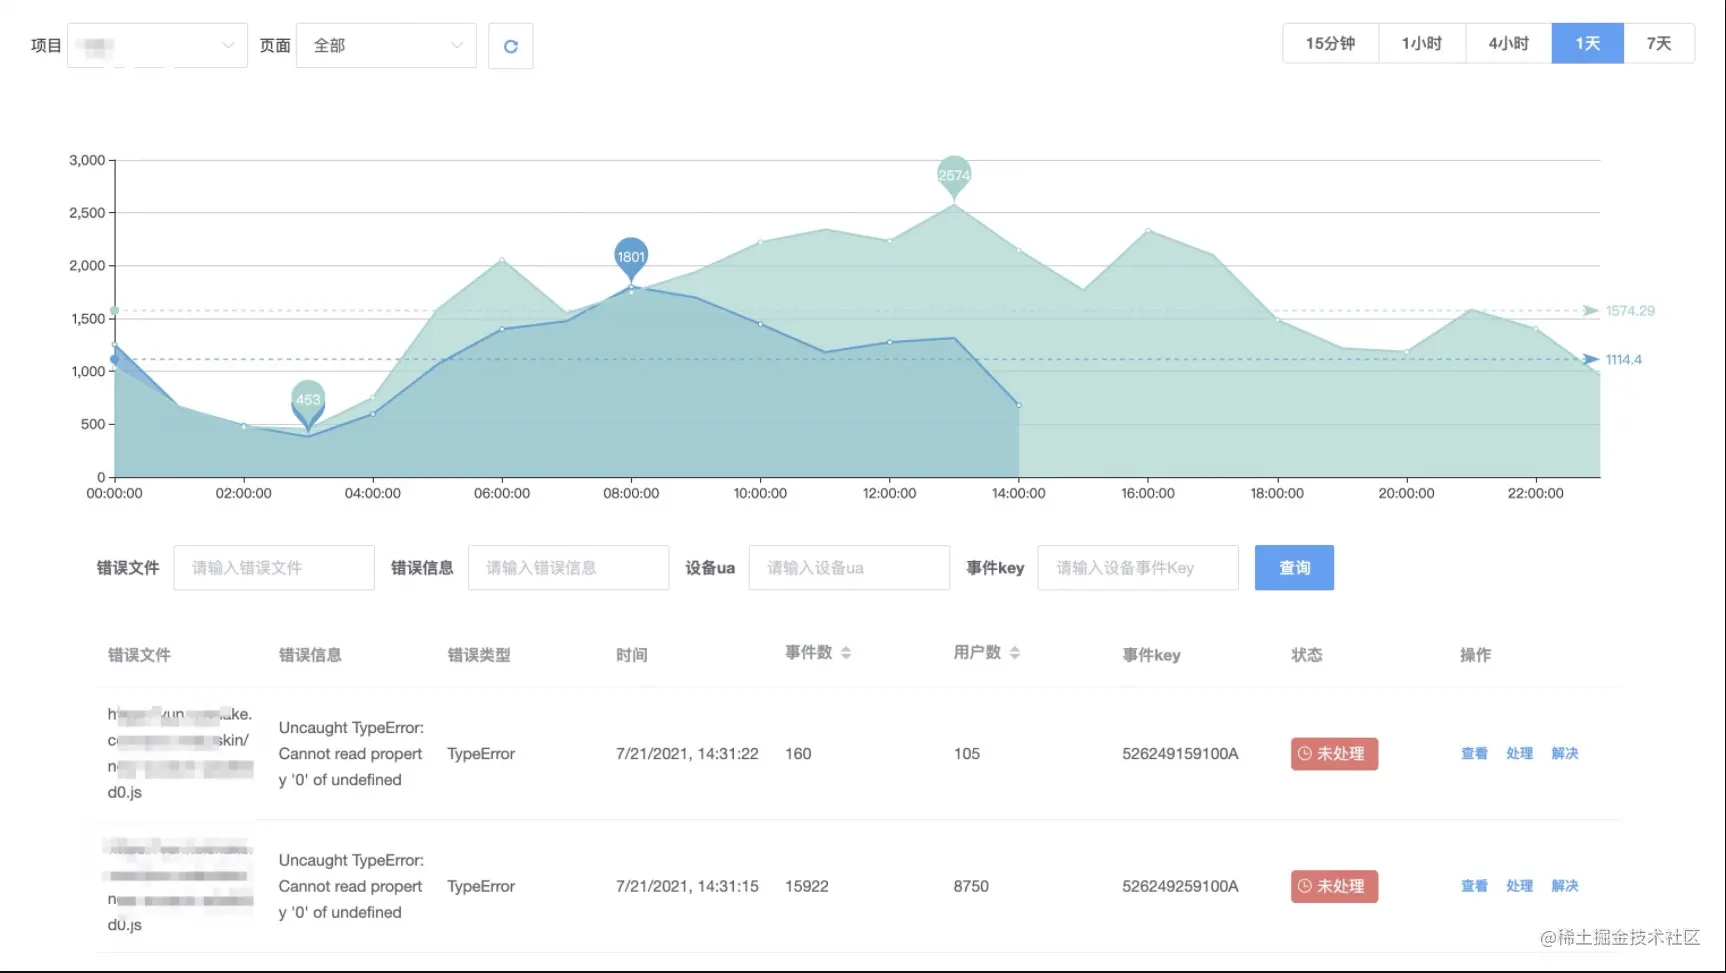 项目 页面 全部 15分钟 1小时 4小时 1天 7天
3,000
2,500
2,000
1,500
1,000
500
0
2574
1801
453
1574.29
1114.4
00:00:00 02:00:00 04:00:00 06:00:00 08:00:00 10:00:00 12:00:00 14:00:00 16:00:00 18:00:00 20:00:00 22:00:00
错误文件 请输入错误文件 错误信息 请输入错误信息 设备ua 请输入设备ua 事件key 请输入设备事件Key 查询
错误文件 错误信息 错误类型 时间 事件数 用户数 事件key 状态 操作
skin/
d0.js
Uncaught TypeError:
Cannot read propert
y '0' of undefined
TypeError 7/21/2021, 14:31:22 160 105 526249159100A 未处理 查看 处理 解决
d0.js
Uncaught TypeError:
Cannot read propert
y '0' of undefined
TypeError 7/21/2021, 14:31:15 15922 8750 526249259100A 未处理 查看 处理 解决
@稀土掘金技术社区